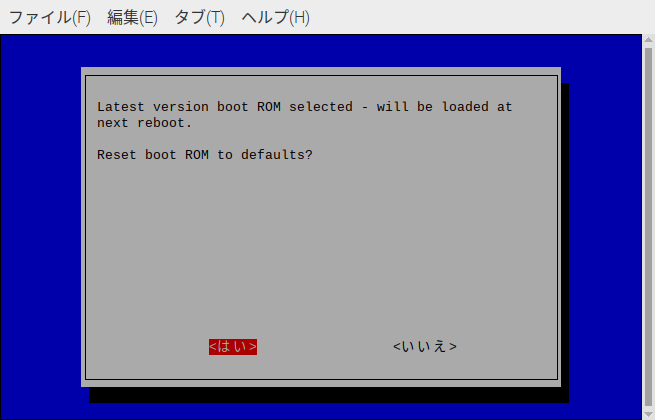 ファイル(F) 編集(E) タブ(T) ヘルプ(H)
Latest version boot ROM selected - will be loaded at
next reboot.
Reset boot ROM to defaults?
<はい> <いいえ>